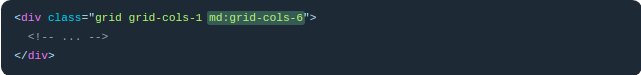 <div class="grid grid-cols-1 md:grid-cols-6">
  <!-- ... -->
</div>